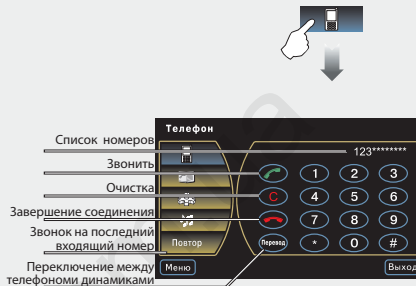 Телефон
Список номеров
123********
Звонить
1 2 3
Очистка
C 4 5 6
Завершение соединения
7 8 9
Звонок на последний
входящий номер
Повтор
Перевод * 0 #
Переключение между
телефономи динамиками
Меню
Выход